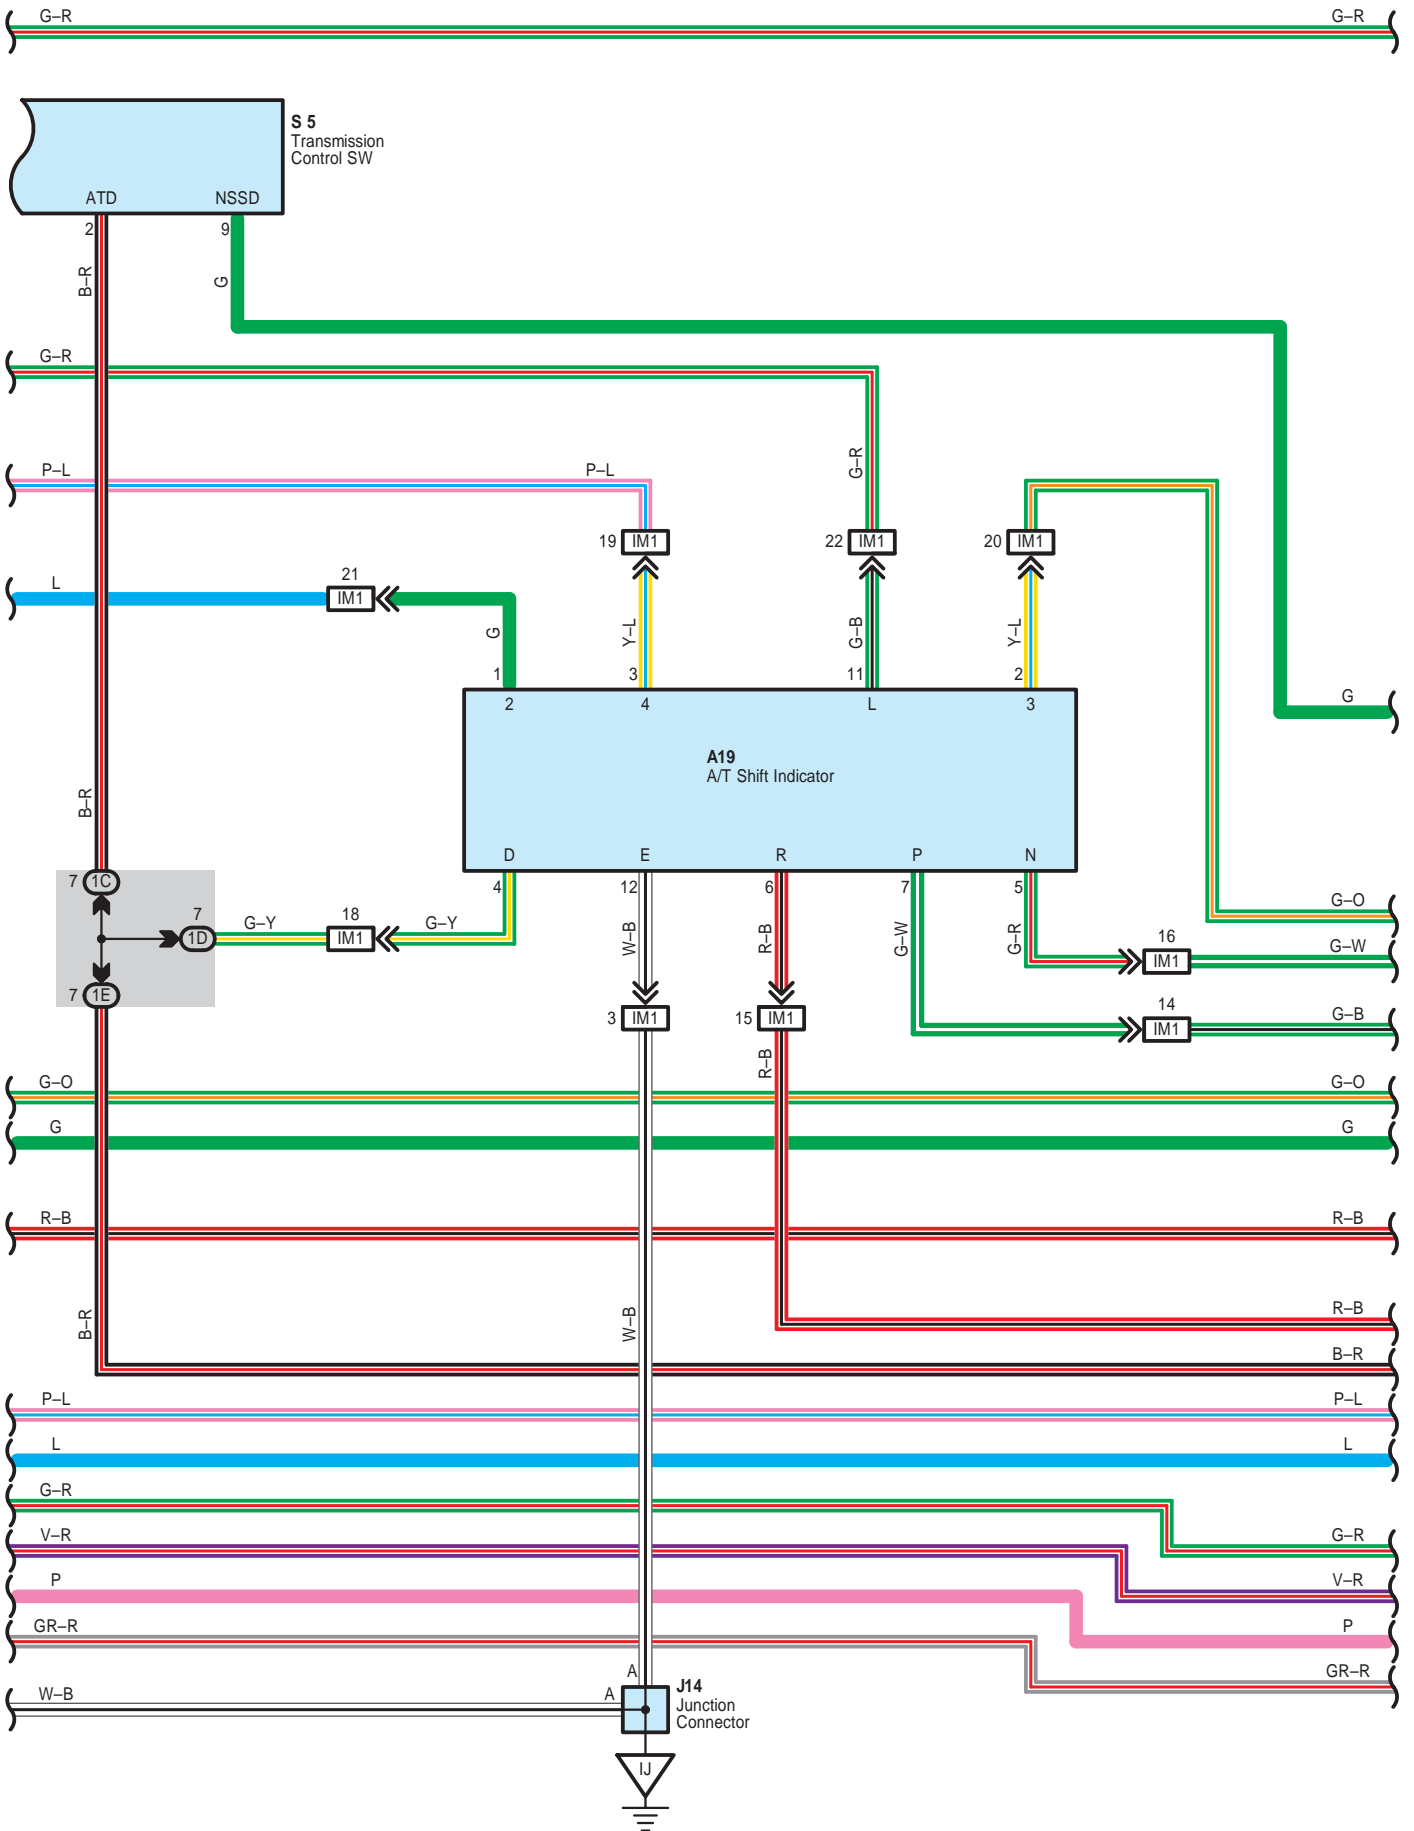 G–R G–R
S 5
Transmission
Control SW
ATD NSSD
2 9
B–R G
G–R
G–R
P–L P–L
19 IM1 22 IM1 20 IM1
L 21
IM1
G Y–L G–B Y–L
1 3 11 2
2 4 L 3
G
A19
A/T Shift Indicator
B–R
D E R P N
4 12 6 7 5
7 1C
G–O
7 1D G–Y 18 IM1 G–Y W–B R–B G–W G–R 16 IM1 G–W
7 1E
3 IM1 15 IM1 14 IM1 G–B
R–B
G–O G–O
G G
R–B R–B
B–R W–B R–B
B–R
P–L P–L
L L
G–R
V–R G–R
P V–R
GR–R P
A GR–R
W–B A J14
Junction
Connector
IJ